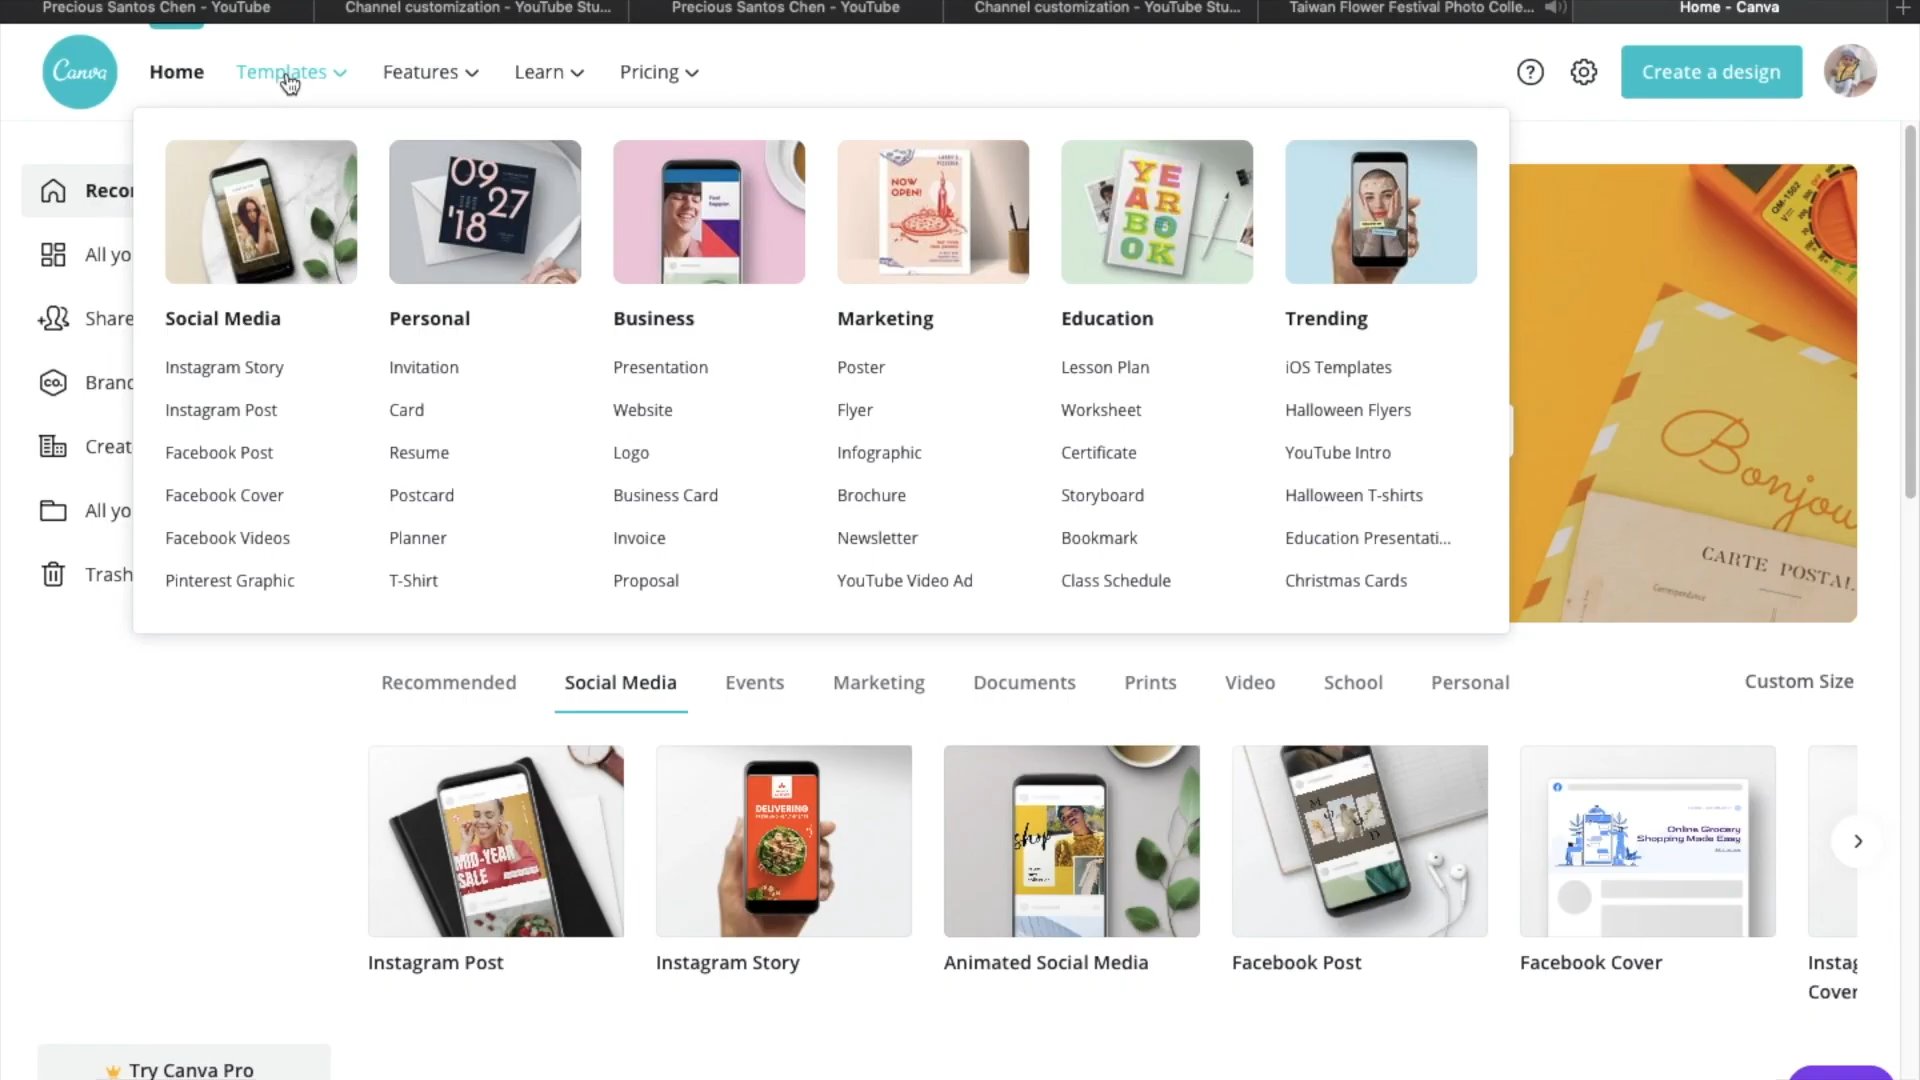 Precious Santos Chen - YouTube
Channel customization - YouTube Stu...
Precious Santos Chen - YouTube
Channel customization - YouTube Stu...
Taiwan Flower Festival Photo Colle...
Home - Canva
Canva
Home
Templates
Features
Learn
Pricing
Create a design
Recor
All yo
Share
Brand
Creat
All yo
Trash
09
27
'18
NOW
OPEN!
YE
AR
BO
OK
QM-1502
Social Media
Instagram Story
Instagram Post
Facebook Post
Facebook Cover
Facebook Videos
Pinterest Graphic
Personal
Invitation
Card
Resume
Postcard
Planner
T-Shirt
Business
Presentation
Website
Logo
Business Card
Invoice
Proposal
Marketing
Poster
Flyer
Infographic
Brochure
Newsletter
YouTube Video Ad
Education
Lesson Plan
Worksheet
Certificate
Storyboard
Bookmark
Class Schedule
Trending
iOS Templates
Halloween Flyers
YouTube Intro
Halloween T-shirts
Education Presentati...
Christmas Cards
Bonjou
CARTE POSTAL
Correspondance
Recommended
Social Media
Events
Marketing
Documents
Prints
Video
School
Personal
Custom Size
MID-YEAR
SALE
DELIVERING
shop
Online Grocery
Shopping Made Easy
Instagram Post
Instagram Story
Animated Social Media
Facebook Post
Facebook Cover
Instag
Cover
Try Canva Pro